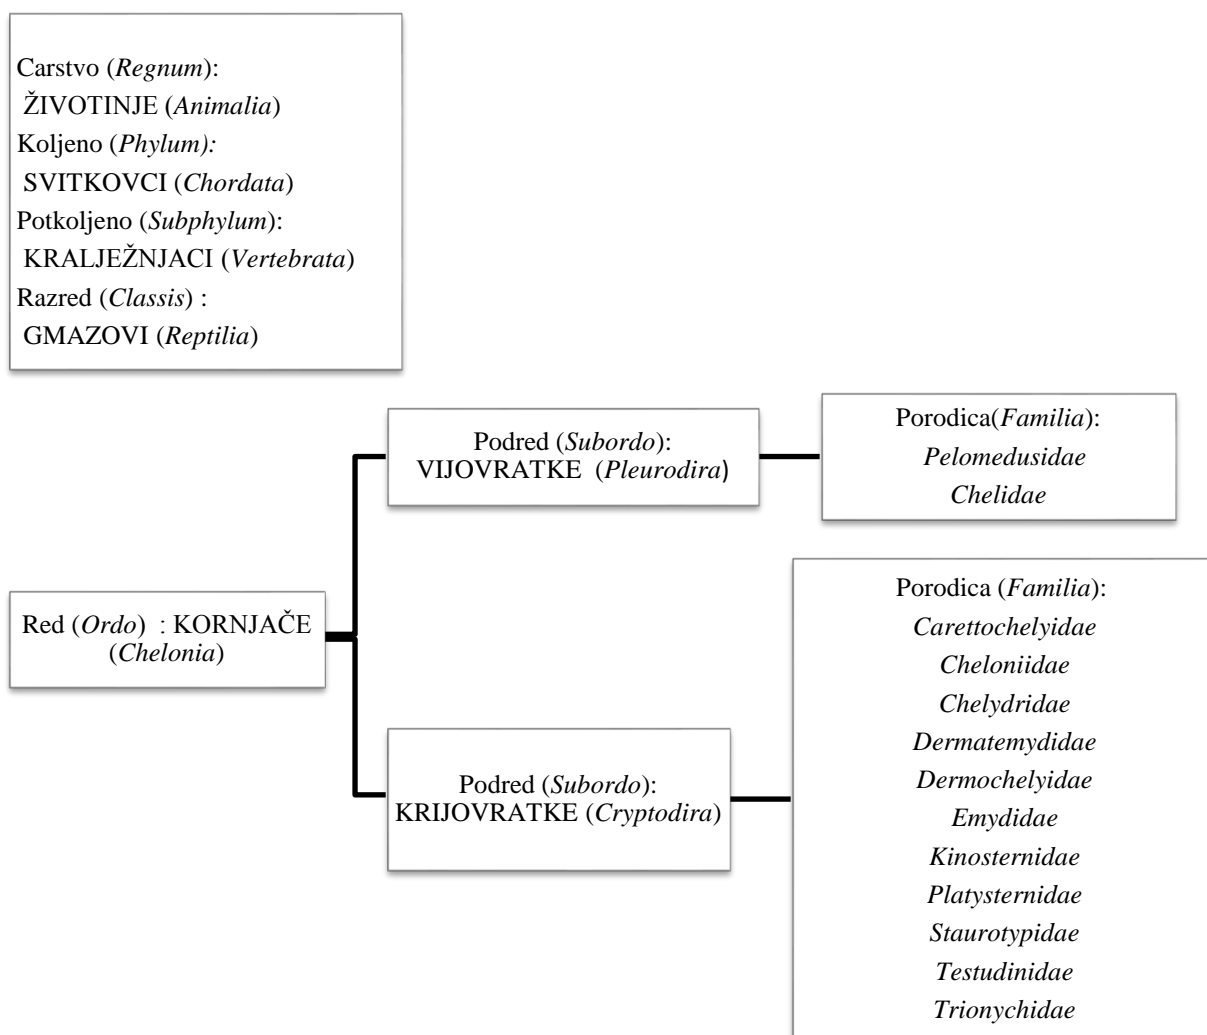 Carstvo (Regnum):
ŽIVOTINJE (Animalia)
Koljeno (Phylum):
SVITKOVCI (Chordata)
Potkoljeno (Subphylum):
KRALJEŽNJACI (Vertebrata)
Razred (Classis) :
GMAZOVI (Reptilia)
Red (Ordo) : KORNJAČE
(Chelonia)
Podred (Subordo):
VIJOVRATKE (Pleurodira)
Porodica(Familia):
Pelomedusidae
Chelidae
Podred (Subordo):
KRIJOVRATKE (Cryptodira)
Porodica (Familia):
Carettochelyidae
Cheloniidae
Chelydridae
Dermatemydidae
Dermochelyidae
Emydidae
Kinosternidae
Platysternidae
Staurotypidae
Testudinidae
Trionychidae